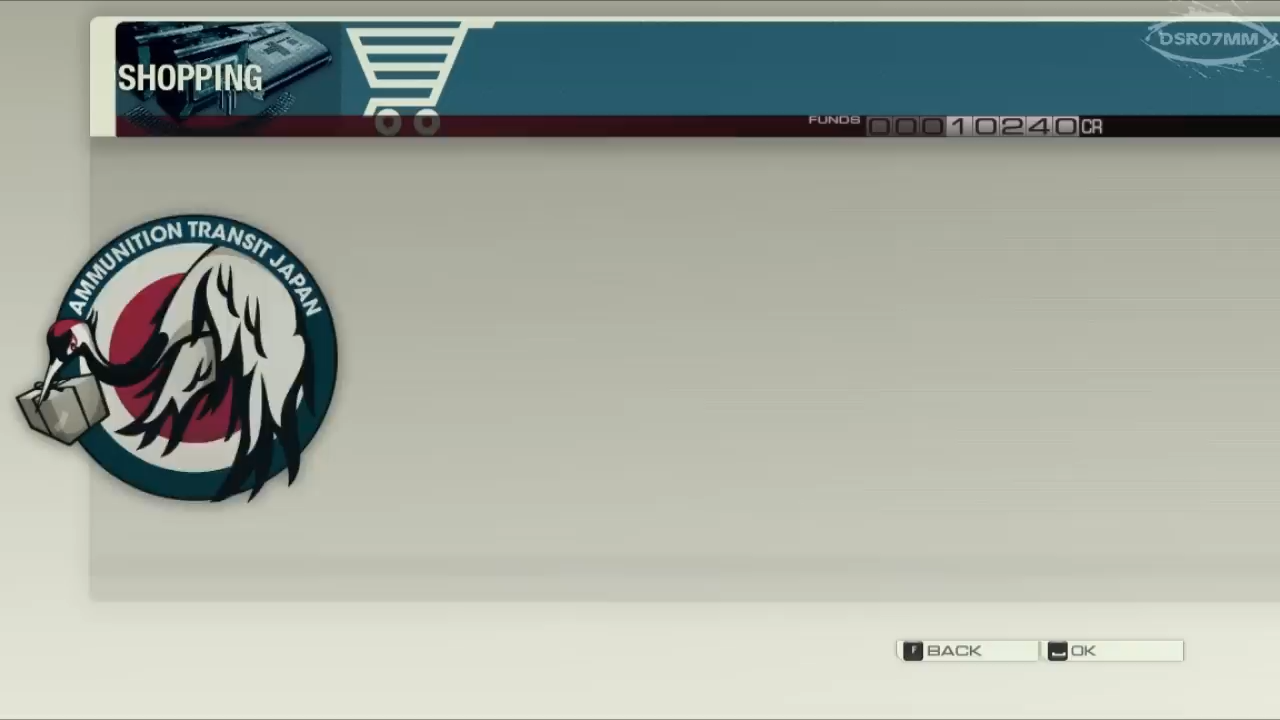 DSR07MM
SHOPPING
FUNDS 00010240CR
AMMUNITION TRANSIT JAPAN
F BACK
OK